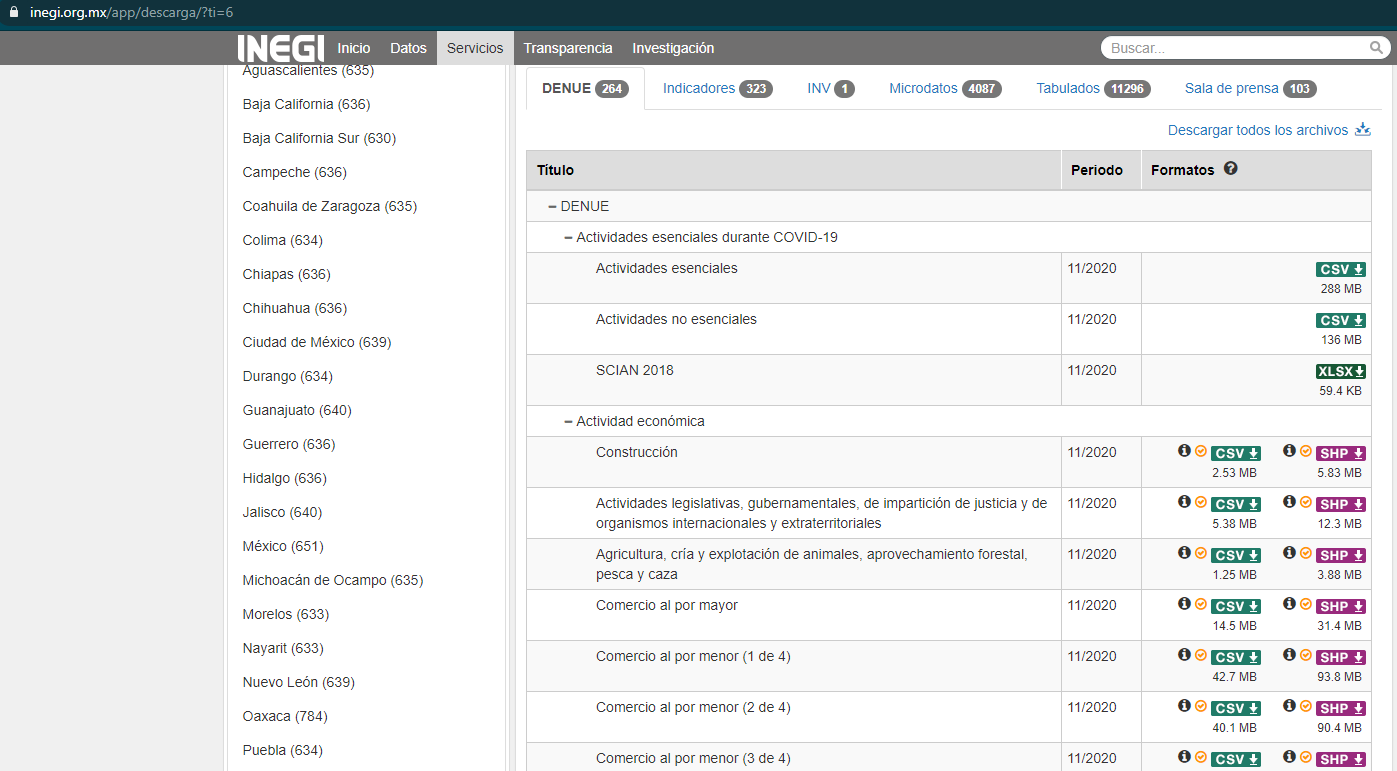 inegi.org.mx/app/descarga/?ti=6
INEGI Inicio Datos Servicios Transparencia Investigación Buscar...
Aguascalientes (635)
Baja California (636)
Baja California Sur (630)
Campeche (636)
Coahuila de Zaragoza (635)
Colima (634)
Chiapas (636)
Chihuahua (636)
Ciudad de México (639)
Durango (634)
Guanajuato (640)
Guerrero (636)
Hidalgo (636)
Jalisco (640)
México (651)
Michoacán de Ocampo (635)
Morelos (633)
Nayarit (633)
Nuevo León (639)
Oaxaca (784)
Puebla (634)
DENUE 264 Indicadores 323 INV 1 Microdatos 4087 Tabulados 11296 Sala de prensa 103
Descargar todos los archivos
Título Periodo Formatos ?
− DENUE
− Actividades esenciales durante COVID-19
Actividades esenciales 11/2020 CSV
288 MB
Actividades no esenciales 11/2020 CSV
136 MB
SCIAN 2018 11/2020 XLSX
59.4 KB
− Actividad económica
Construcción 11/2020 CSV SHP
2.53 MB 5.83 MB
Actividades legislativas, gubernamentales, de impartición de justicia y de 11/2020 CSV SHP
organismos internacionales y extraterritoriales 5.38 MB 12.3 MB
Agricultura, cría y explotación de animales, aprovechamiento forestal, 11/2020 CSV SHP
pesca y caza 1.25 MB 3.88 MB
Comercio al por mayor 11/2020 CSV SHP
14.5 MB 31.4 MB
Comercio al por menor (1 de 4) 11/2020 CSV SHP
42.7 MB 93.8 MB
Comercio al por menor (2 de 4) 11/2020 CSV SHP
40.1 MB 90.4 MB
Comercio al por menor (3 de 4) 11/2020 CSV SHP